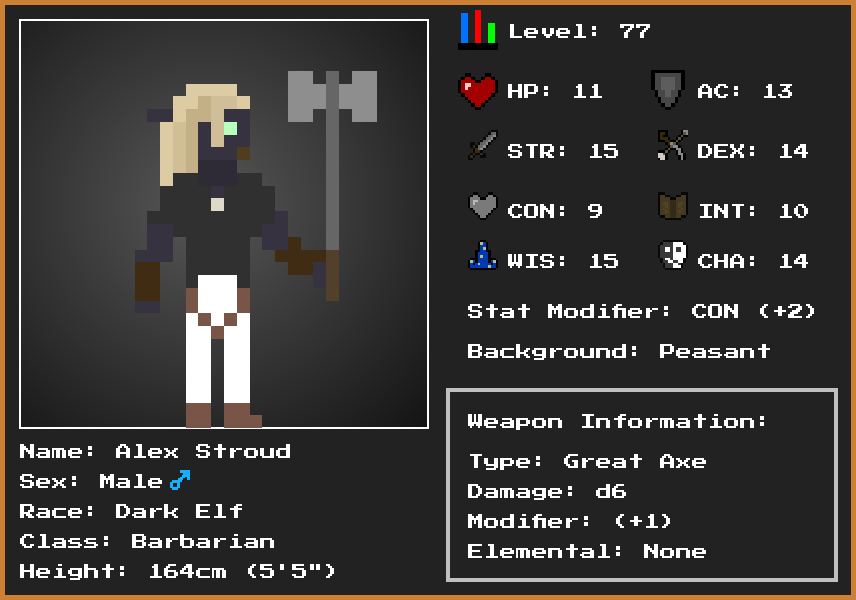 Level: 77
HP: 11 AC: 13
STR: 15 DEX: 14
CON: 9 INT: 10
WIS: 15 CHA: 14
Stat Modifier: CON (+2)
Background: Peasant
Weapon Information:
Type: Great Axe
Damage: d6
Modifier: (+1)
Elemental: None
Name: Alex Stroud
Sex: Male ♂
Race: Dark Elf
Class: Barbarian
Height: 164cm (5'5")